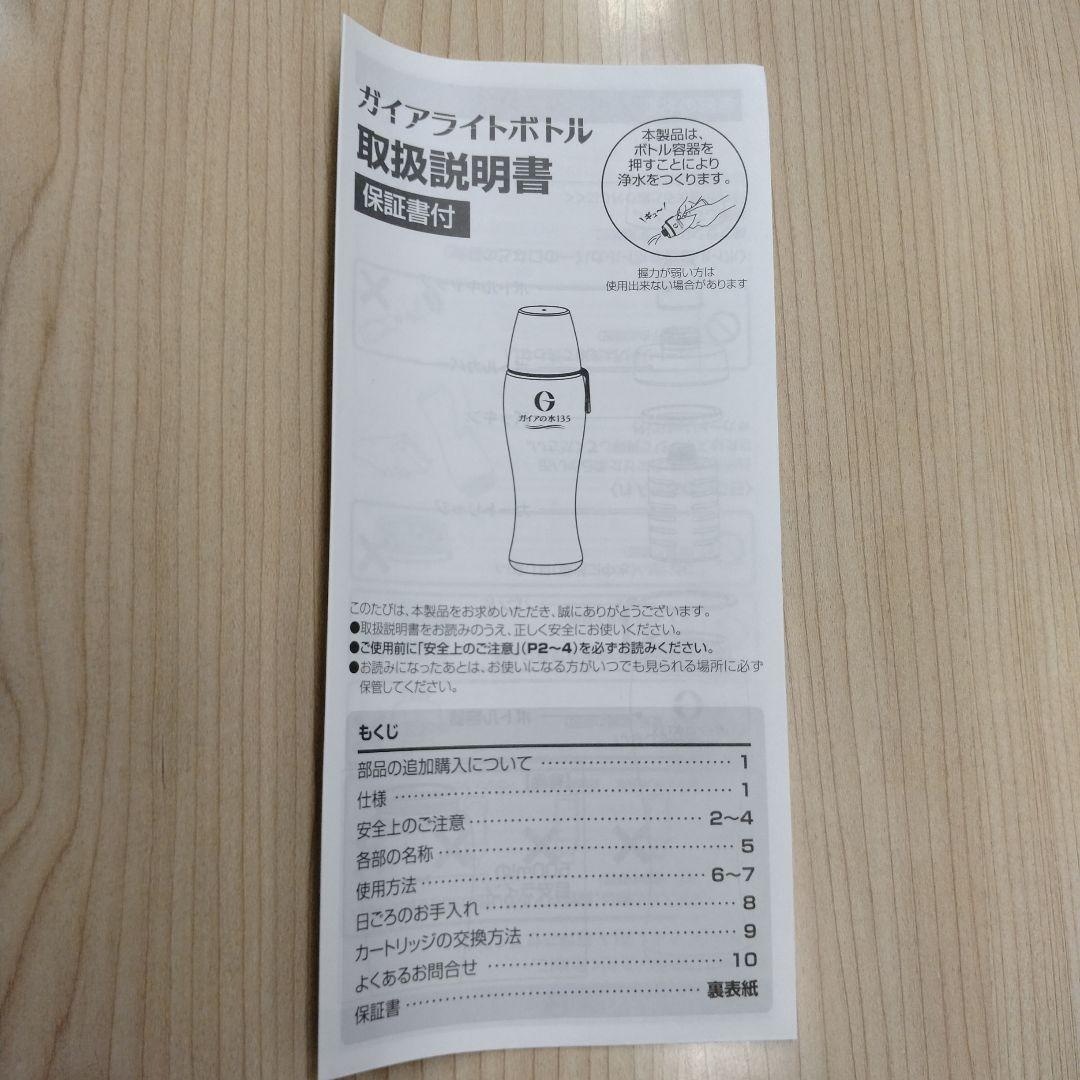 ガイアライトボトル
取扱説明書
保証書付
本製品は、
ボトル容器を
押すことにより
浄水をつくります。
ギュー!
握力が弱い方は
使用出来ない場合があります
G
ガイアの水135
このたびは、本製品をお求めいただき、誠にありがとうございます。
●取扱説明書をお読みのうえ、正しく安全にお使いください。
●ご使用前に「安全上のご注意」(P2〜4)を必ずお読みください。
●お読みになったあとは、お使いになる方がいつでも見られる場所に必ず
保管してください。
もくじ
部品の追加購入について ………………………… 1
仕様 ………………………………………………… 1
安全上のご注意 ………………………………… 2〜4
各部の名称 ………………………………………… 5
使用方法 ………………………………………… 6〜7
日ごろのお手入れ ………………………………… 8
カートリッジの交換方法 ………………………… 9
よくあるお問合せ ………………………………… 10
保証書 ………………………………………… 裏表紙